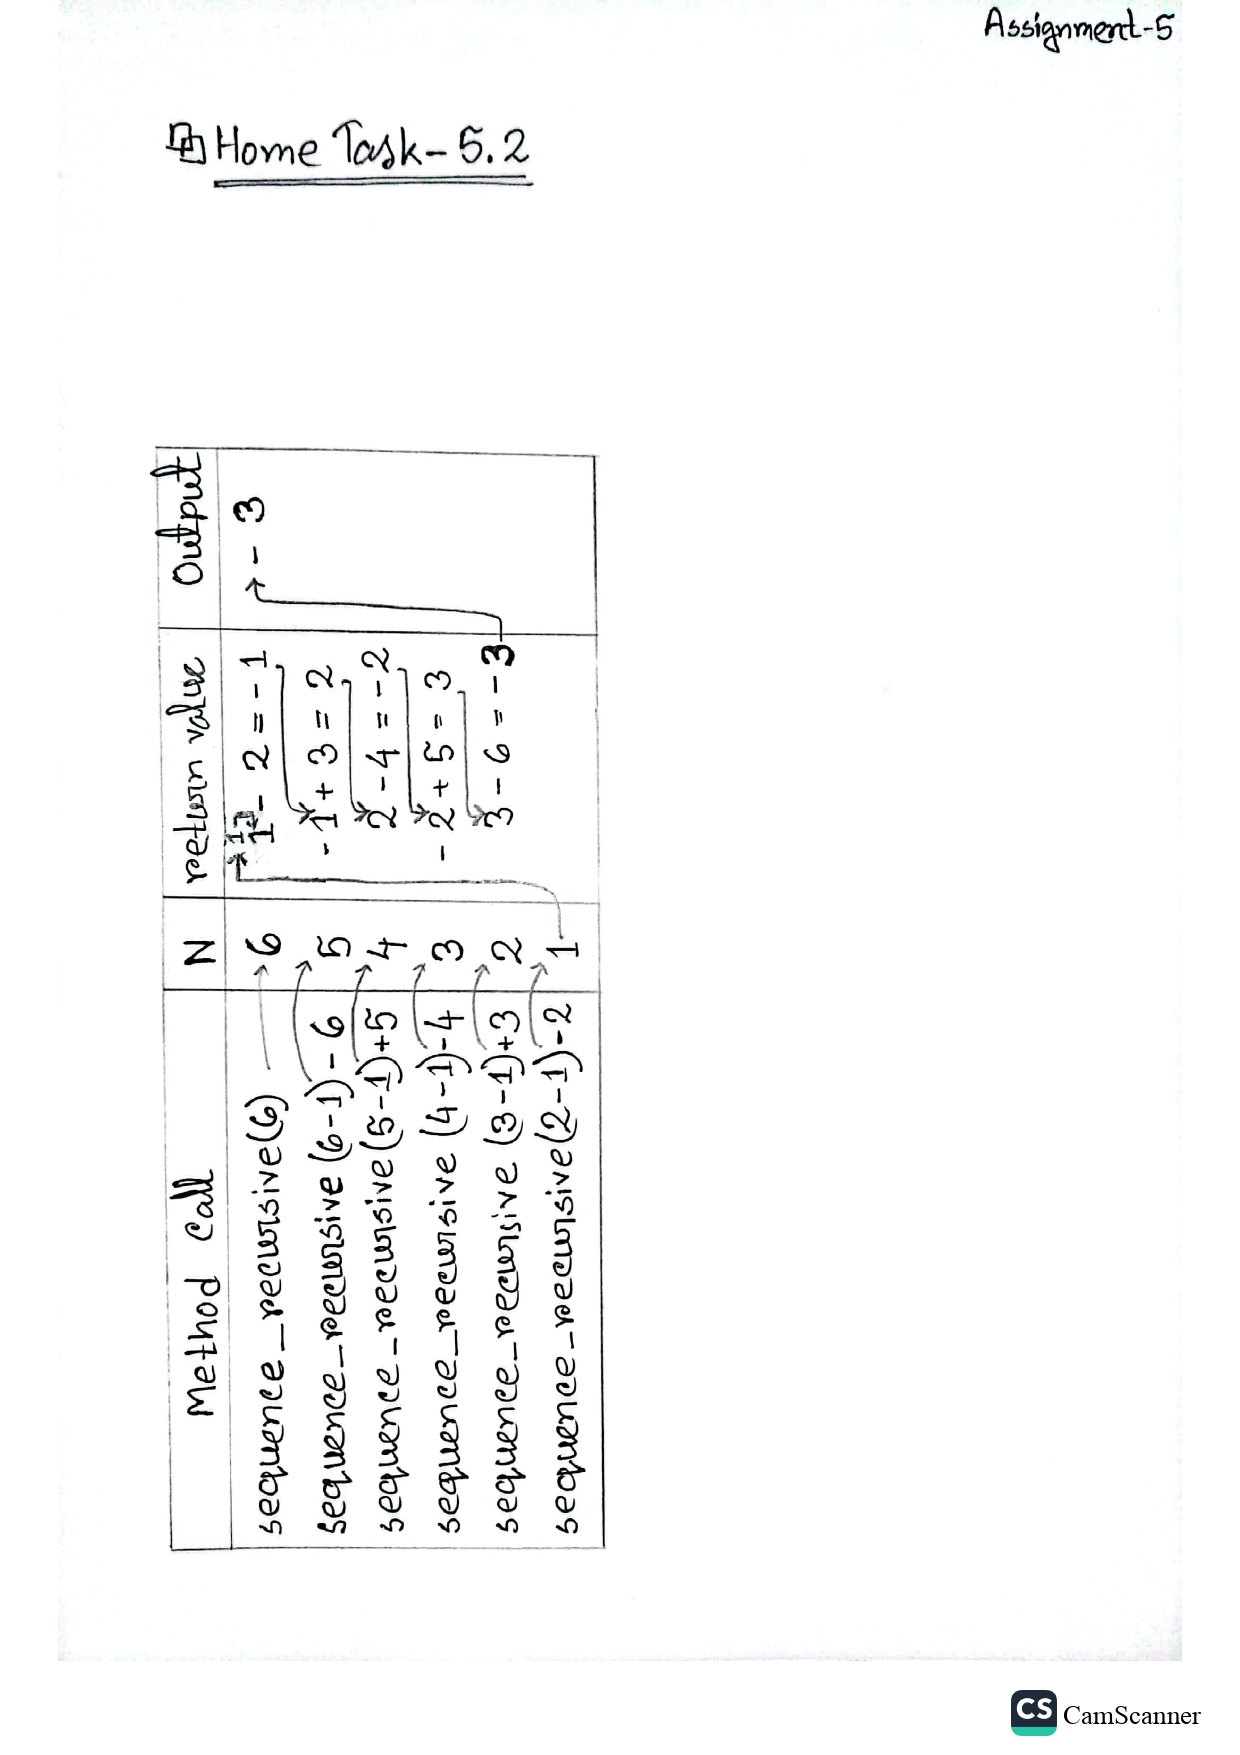 Assignment-5
Home Task-5.2
Method Call N return value Output
sequence_recursive(6) 6 1-2=-1 -3
sequence_recursive(6-1)-6 5 -1+3=2
sequence_recursive(5-1)+5 4 2-4=-2
sequence_recursive(4-1)-4 3 -2+5=3
sequence_recursive(3-1)+3 2 3-6=-3
sequence_recursive(2-1)-2 1
CS CamScanner